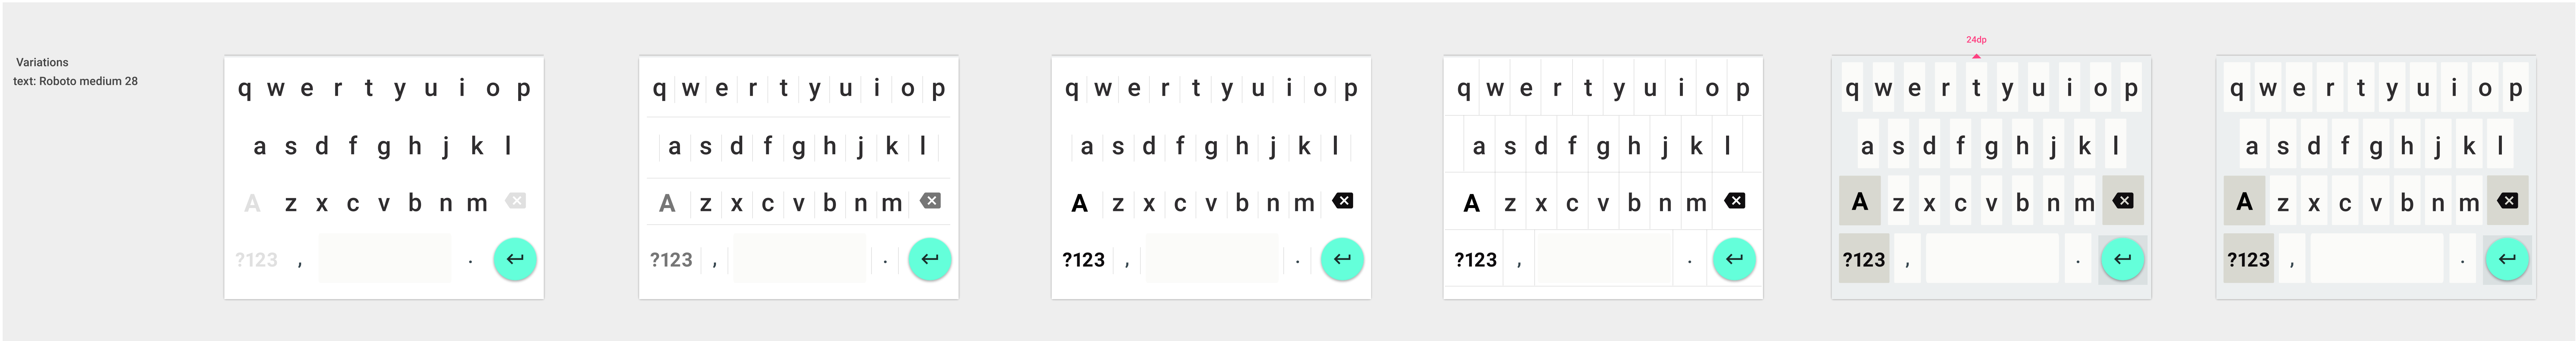 Variations
text: Roboto medium 28
q w e r t y u i o p
a s d f g h j k l
A z x c v b n m
?123 , .
q w e r t y u i o p
a s d f g h j k l
A z x c v b n m
?123 , .
q w e r t y u i o p
a s d f g h j k l
A z x c v b n m
?123 , .
q w e r t y u i o p
a s d f g h j k l
A z x c v b n m
?123 , .
24dp
q w e r t y u i o p
a s d f g h j k l
A z x c v b n m
?123 , .
q w e r t y u i o p
a s d f g h j k l
A z x c v b n m
?123 , .